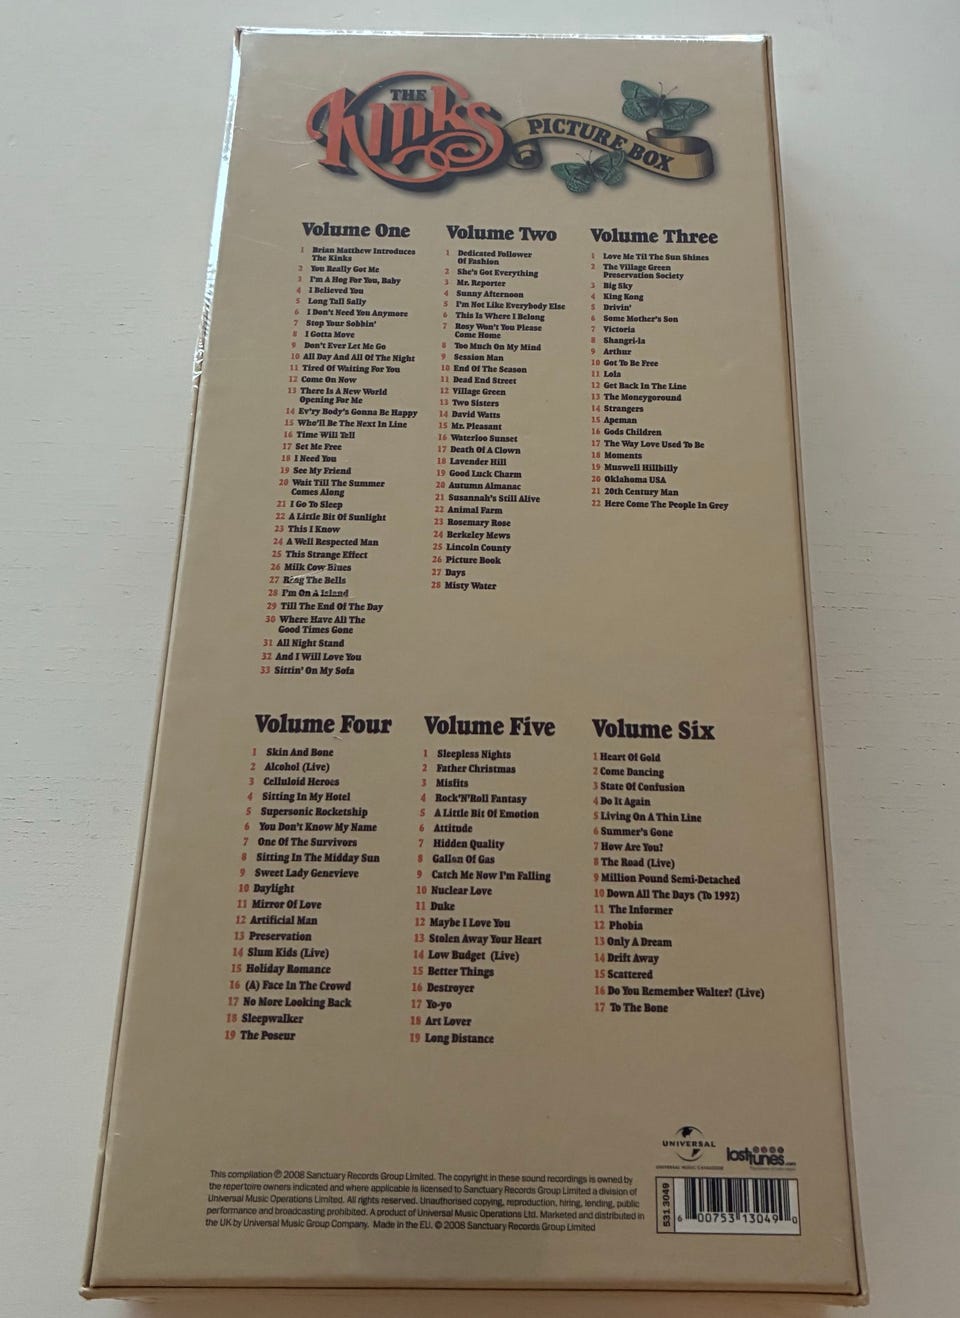 THE
Kinks
PICTURE BOX
Volume One
1 Brian Matthew Introduces
The Kinks
2 You Really Got Me
3 I'm A Hog For You, Baby
4 I Believed You
5 Long Tall Sally
6 I Don't Need You Anymore
7 Stop Your Sobbin'
8 I Gotta Move
9 Don't Ever Let Me Go
10 All Day And All Of The Night
11 Tired Of Waiting For You
12 Come On Now
13 There Is A New World
Opening For Me
14 Ev'ry Body's Gonna Be Happy
15 Who'll Be The Next In Line
16 Time Will Tell
17 Set Me Free
18 I Need You
19 See My Friend
20 Wait Till The Summer
Comes Along
21 I Go To Sleep
22 A Little Bit Of Sunlight
23 This I Know
24 A Well Respected Man
25 This Strange Effect
26 Milk Cow Blues
27 Ring The Bells
28 I'm On A Island
29 Till The End Of The Day
30 Where Have All The
Good Times Gone
31 All Night Stand
32 And I Will Love You
33 Sittin' On My Sofa
Volume Two
1 Dedicated Follower
Of Fashion
2 She's Got Everything
3 Mr. Reporter
4 Sunny Afternoon
5 I'm Not Like Everybody Else
6 This Is Where I Belong
7 Rosy Won't You Please
Come Home
8 Too Much On My Mind
9 Session Man
10 End Of The Season
11 Dead End Street
12 Village Green
13 Two Sisters
14 David Watts
15 Mr. Pleasant
16 Waterloo Sunset
17 Death Of A Clown
18 Lavender Hill
19 Good Luck Charm
20 Autumn Almanac
21 Susannah's Still Alive
22 Animal Farm
23 Rosemary Rose
24 Berkeley Mews
25 Lincoln County
26 Picture Book
27 Days
28 Misty Water
Volume Three
1 Love Me Til The Sun Shines
2 The Village Green
Preservation Society
3 Big Sky
4 King Kong
5 Drivin'
6 Some Mother's Son
7 Victoria
8 Shangri-la
9 Arthur
10 Got To Be Free
11 Lola
12 Get Back In The Line
13 The Moneygoround
14 Strangers
15 Apeman
16 Gods Children
17 The Way Love Used To Be
18 Moments
19 Muswell Hillbilly
20 Oklahoma USA
21 20th Century Man
22 Here Come The People In Grey
Volume Four
1 Skin And Bone
2 Alcohol (Live)
3 Celluloid Heroes
4 Sitting In My Hotel
5 Supersonic Rocketship
6 You Don't Know My Name
7 One Of The Survivors
8 Sitting In The Midday Sun
9 Sweet Lady Genevieve
10 Daylight
11 Mirror Of Love
12 Artificial Man
13 Preservation
14 Slum Kids (Live)
15 Holiday Romance
16 (A) Face In The Crowd
17 No More Looking Back
18 Sleepwalker
19 The Poseur
Volume Five
1 Sleepless Nights
2 Father Christmas
3 Misfits
4 Rock'N'Roll Fantasy
5 A Little Bit Of Emotion
6 Attitude
7 Hidden Quality
8 Gallon Of Gas
9 Catch Me Now I'm Falling
10 Nuclear Love
11 Duke
12 Maybe I Love You
13 Stolen Away Your Heart
14 Low Budget (Live)
15 Better Things
16 Destroyer
17 Yo-yo
18 Art Lover
19 Long Distance
Volume Six
1 Heart Of Gold
2 Come Dancing
3 State Of Confusion
4 Do It Again
5 Living On A Thin Line
6 Summer's Gone
7 How Are You?
8 The Road (Live)
9 Million Pound Semi-Detached
10 Down All The Days (To 1992)
11 The Informer
12 Phobia
13 Only A Dream
14 Drift Away
15 Scattered
16 Do You Remember Walter? (Live)
17 To The Bone
This compilation ℗ 2008 Sanctuary Records Group Limited. The copyright in these sound recordings is owned by
the repertoire owners indicated and where applicable is licensed to Sanctuary Records Group Limited a division of
Universal Music Operations Limited. All rights reserved. Unauthorised copying, reproduction, hiring, lending, public
performance and broadcasting prohibited. A product of Universal Music Operations Ltd. Marketed and distributed in
the UK by Universal Music Group Company. Made in the EU. © 2008 Sanctuary Records Group Limited
UNIVERSAL
UNIVERSAL MUSIC CATALOGUE
losttunes.com
531 3049
6 00753 13049 0